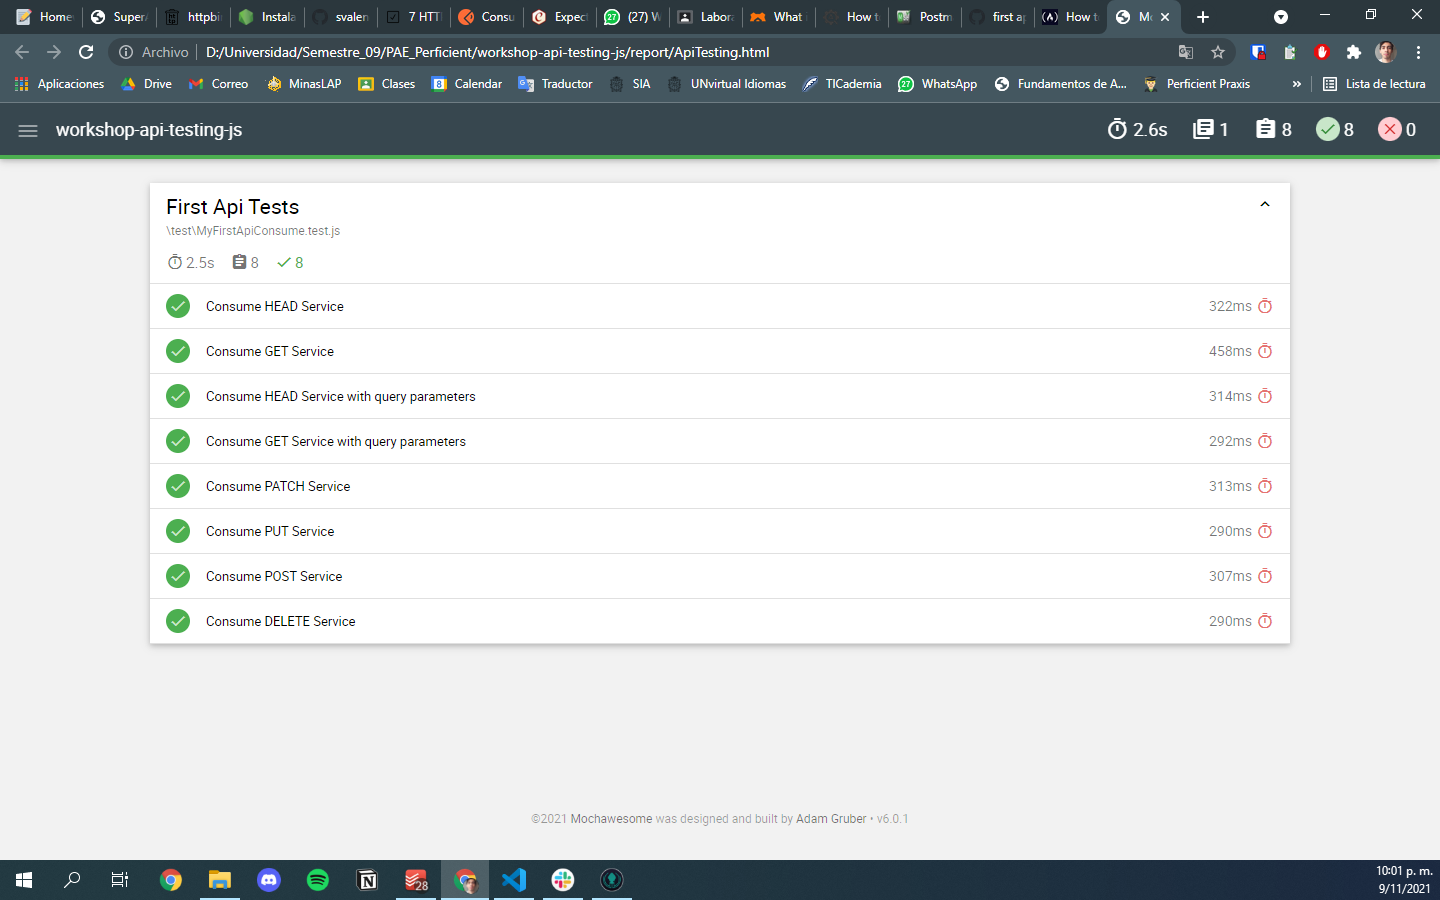 Home
Super
httpbi
Instala
svalen
7 HTT
Consu
Expec
(27) W
Labora
What
How t
Postm
first ap
How t
Mo
Archivo
D:/Universidad/Semestre_09/PAE_Perficient/workshop-api-testing-js/report/ApiTesting.html
Aplicaciones
Drive
Correo
MinasLAP
Clases
Calendar
Traductor
SIA
UNvirtual Idiomas
TICademia
WhatsApp
Fundamentos de A...
Perficient Praxis
»
Lista de lectura
workshop-api-testing-js
2.6s
1
8
8
0
First Api Tests
\test\MyFirstApiConsume.test.js
2.5s
8
8
Consume HEAD Service
322ms
Consume GET Service
458ms
Consume HEAD Service with query parameters
314ms
Consume GET Service with query parameters
292ms
Consume PATCH Service
313ms
Consume PUT Service
290ms
Consume POST Service
307ms
Consume DELETE Service
290ms
©2021 Mochawesome was designed and built by Adam Gruber • v6.0.1
28
10:01 p. m.
9/11/2021